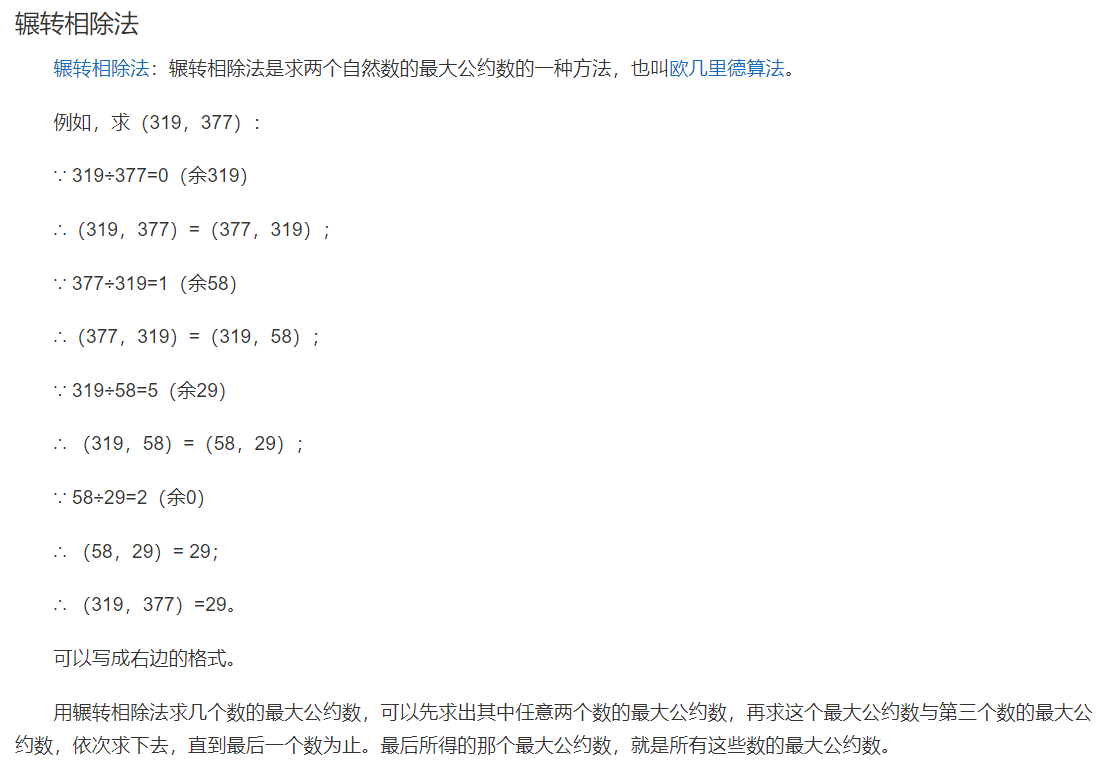 辗转相除法
辗转相除法：辗转相除法是求两个自然数的最大公约数的一种方法，也叫欧几里德算法。
例如，求（319，377）：
∵ 319÷377=0（余319）
∴（319，377）=（377，319）；
∵ 377÷319=1（余58）
∴（377，319）=（319，58）；
∵ 319÷58=5（余29）
∴ （319，58）=（58，29）；
∵ 58÷29=2（余0）
∴ （58，29）= 29；
∴ （319，377）=29。
可以写成右边的格式。
用辗转相除法求几个数的最大公约数，可以先求出其中任意两个数的最大公约数，再求这个最大公约数与第三个数的最大公
约数，依次求下去，直到最后一个数为止。最后所得的那个最大公约数，就是所有这些数的最大公约数。